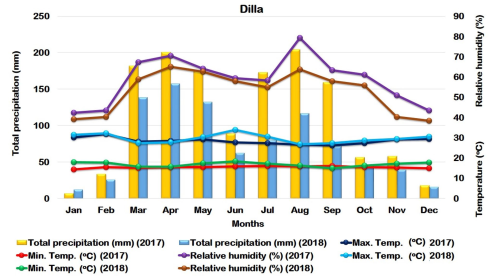 Dilla
250
200
150
100
50
0
Total precipitation (mm)
90
80
70
60
50
40
30
20
10
0
Relative humidity (%)
Temperature (ºC)
Jan Feb Mar Apr May Jun Jul Aug Sep Oct Nov Dec
Months
Total precipitation (mm) (2017) Total precipitation (mm) (2018) Max. Temp. (ºC) 2017)
Min. Temp. (ºC) (2017) Relative humidity (%) (2017) Max. Temp. (ºC) (2018)
Min. Temp. (ºC) (2018) Relative humidity (%) (2018)